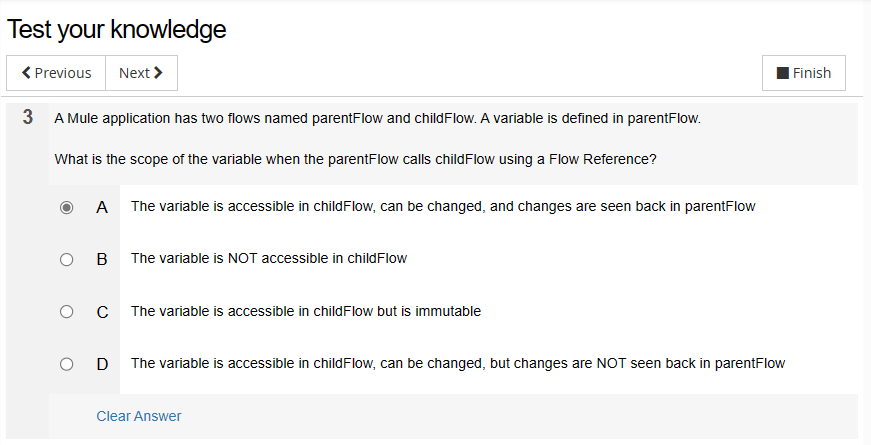 Test your knowledge
Previous Next Finish
3 A Mule application has two flows named parentFlow and childFlow. A variable is defined in parentFlow.
What is the scope of the variable when the parentFlow calls childFlow using a Flow Reference?
A The variable is accessible in childFlow, can be changed, and changes are seen back in parentFlow
B The variable is NOT accessible in childFlow
C The variable is accessible in childFlow but is immutable
D The variable is accessible in childFlow, can be changed, but changes are NOT seen back in parentFlow
Clear Answer